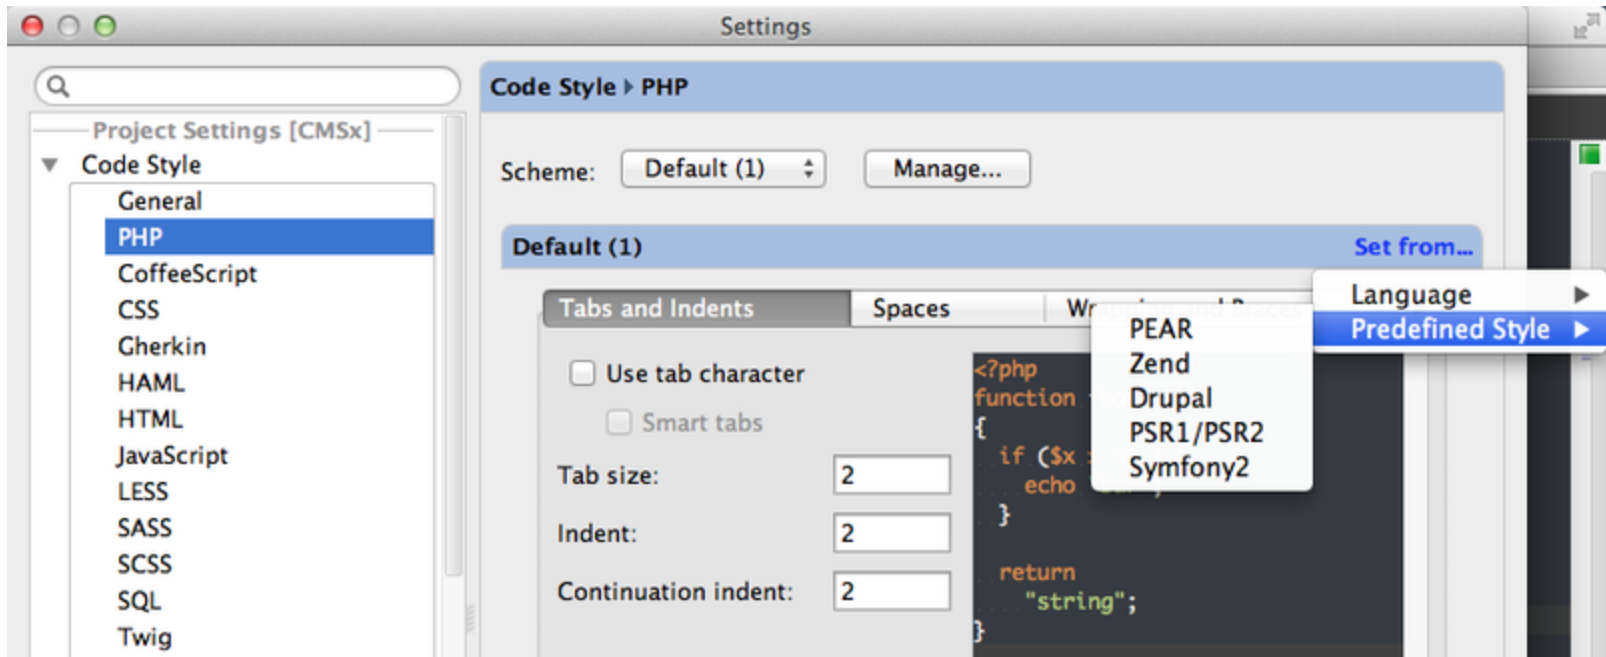 Settings
Project Settings [CMSx]
Code Style
General
PHP
CoffeeScript
CSS
Gherkin
HAML
HTML
JavaScript
LESS
SASS
SCSS
SQL
Twig
Code Style PHP
Scheme: Default (1) Manage...
Default (1) Set from...
Tabs and Indents Spaces Wrapping and Braces
Language
Predefined Style
PEAR
Zend
Drupal
PSR1/PSR2
Symfony2
Use tab character
Smart tabs
Tab size: 2
Indent: 2
Continuation indent: 2
<?php
function
{
if ($x
echo
}
return
"string";
}